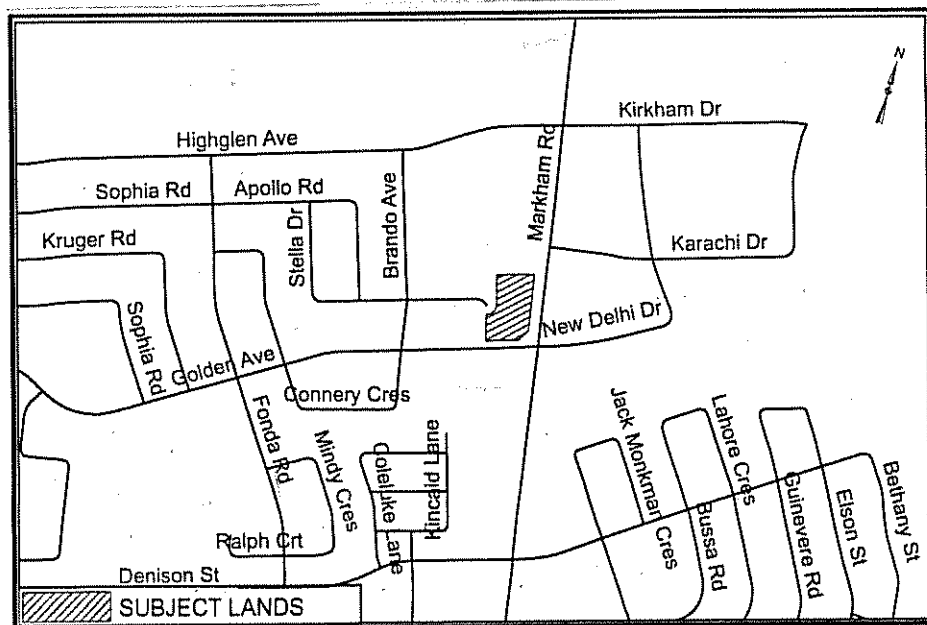 N
Kirkham Dr
Highglen Ave
Markham Rd
Sophia Rd
Apollo Rd
Stella Dr
Brando Ave
Kruger Rd
Karachi Dr
Sophia Rd
New Delhi Dr
Golden Ave
Connery Cres
Fonda Rd
Mindy Cres
Coleluke Lane
Kincaid Lane
Jack Monkman Cres
Lahore Cres
Bussa Rd
Guinevere Rd
Elson St
Bethany St
Ralph Crt
Denison St
SUBJECT LANDS